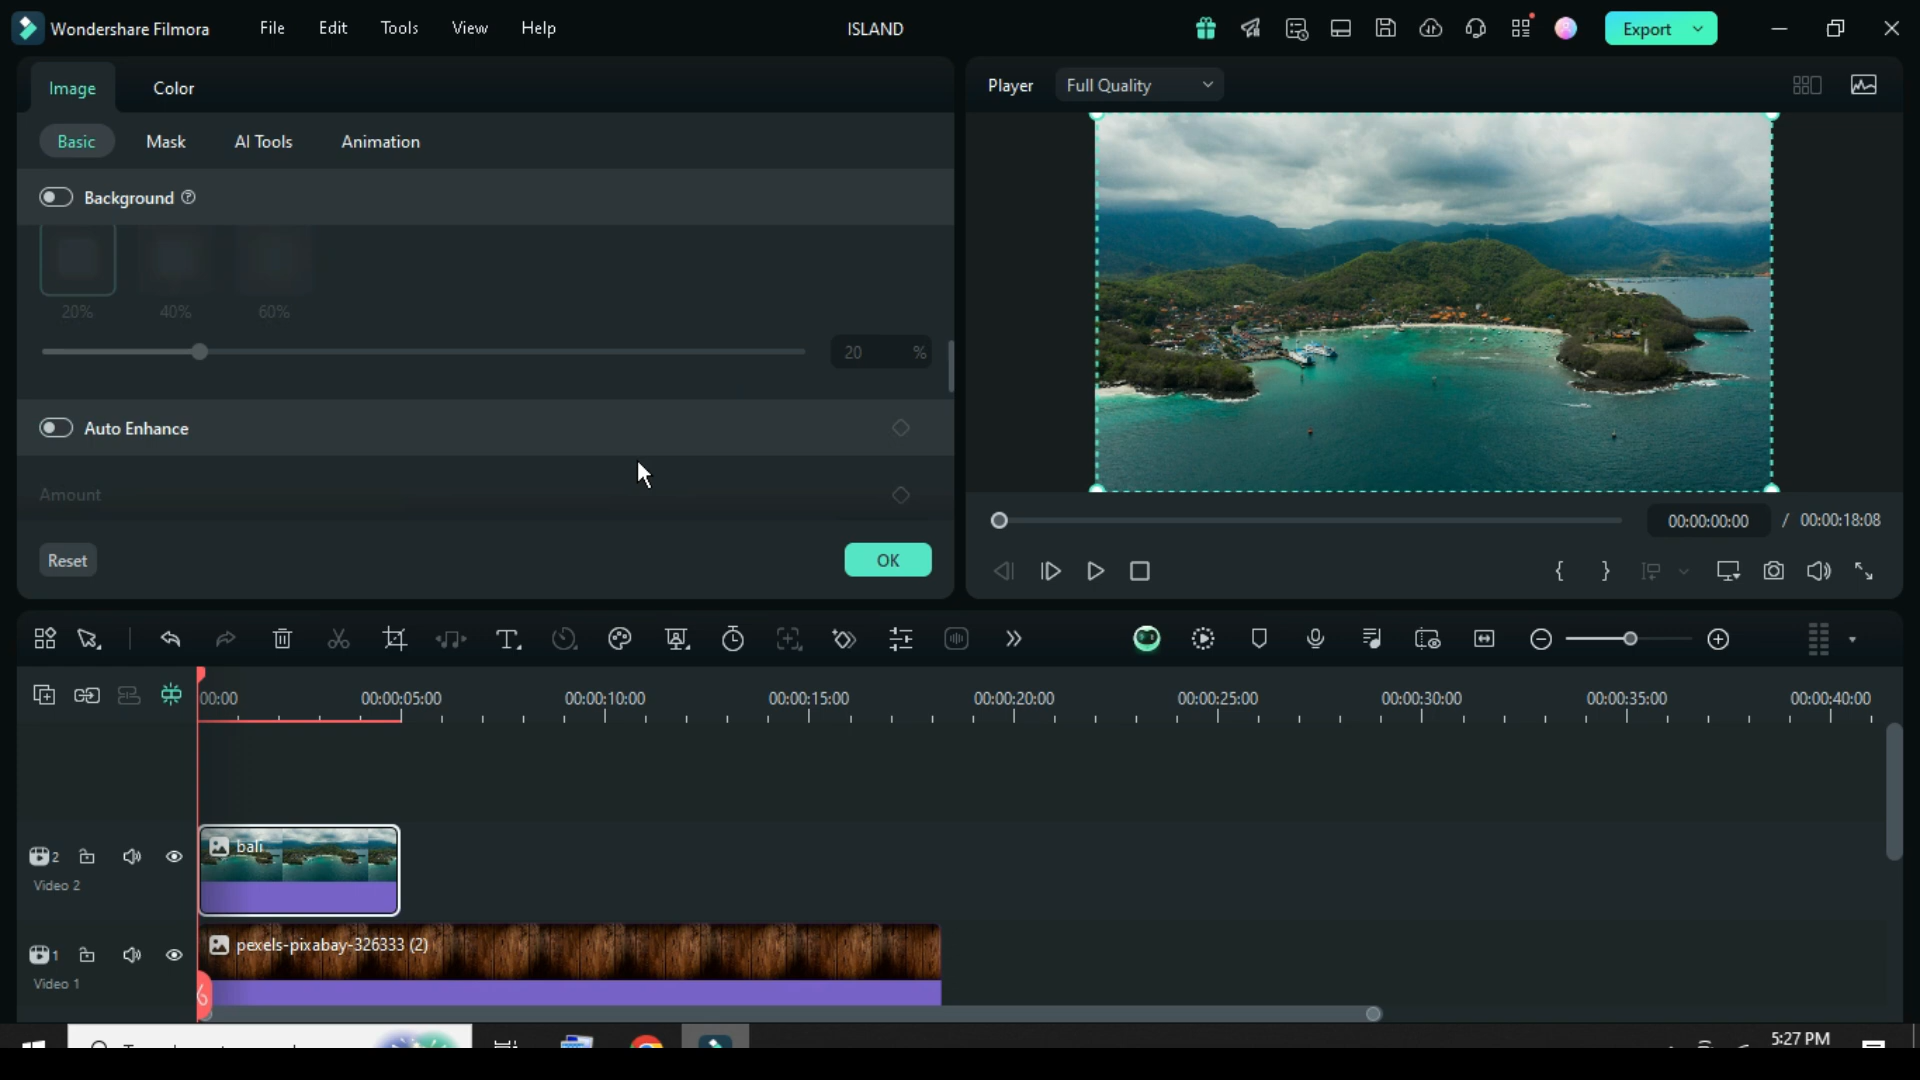 Wondershare Filmora
File
Edit
Tools
View
Help
ISLAND
Export
Image
Color
Player
Full Quality
Basic
Mask
AI Tools
Animation
Background
20%
40%
60%
20
%
Auto Enhance
Amount
Reset
OK
00:00:00:00
/ 00:00:18:08
00:00
00:00:05:00
00:00:10:00
00:00:15:00
00:00:20:00
00:00:25:00
00:00:30:00
00:00:35:00
00:00:40:00
bali
2
Video 2
pexels-pixabay-326333 (2)
1
Video 1
5:27 PM